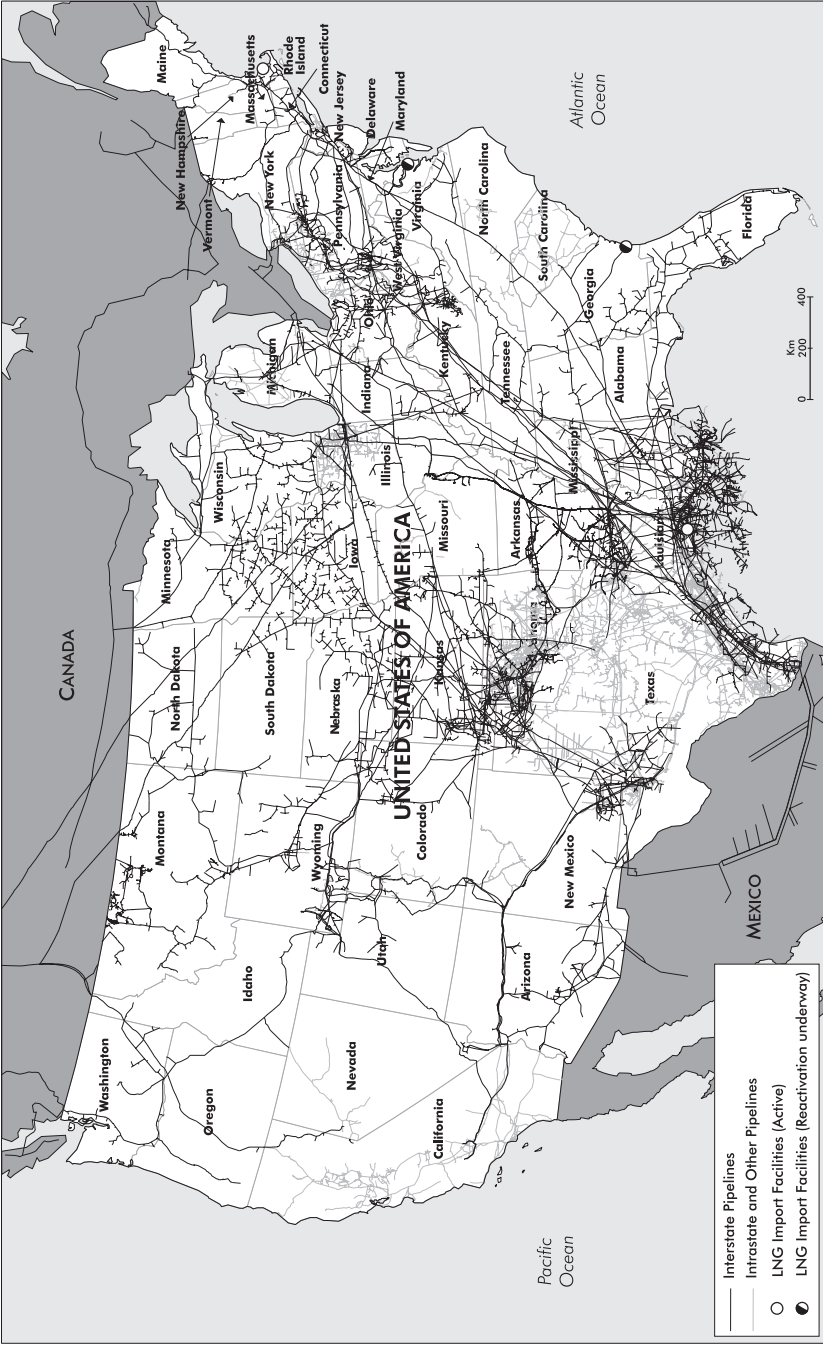 CANADA
UNITED STATES OF AMERICA
MEXICO
Pacific
Ocean
Atlantic
Ocean
Washington
Oregon
California
Nevada
Idaho
Montana
Wyoming
Utah
Arizona
Colorado
New Mexico
North Dakota
South Dakota
Nebraska
Kansas
Texas
Minnesota
Iowa
Missouri
Arkansas
Wisconsin
Illinois
Mississippi
Michigan
Indiana
Kentucky
Tennessee
Alabama
Ohio
West Virginia
Virginia
North Carolina
South Carolina
Georgia
Florida
Pennsylvania
New York
Vermont
New Hampshire
Maine
Massachusetts
Rhode
Island
Connecticut
New Jersey
Delaware
Maryland
Km
0 200 400
Interstate Pipelines
Intrastate and Other Pipelines
LNG Import Facilities (Active)
LNG Import Facilities (Reactivation underway)